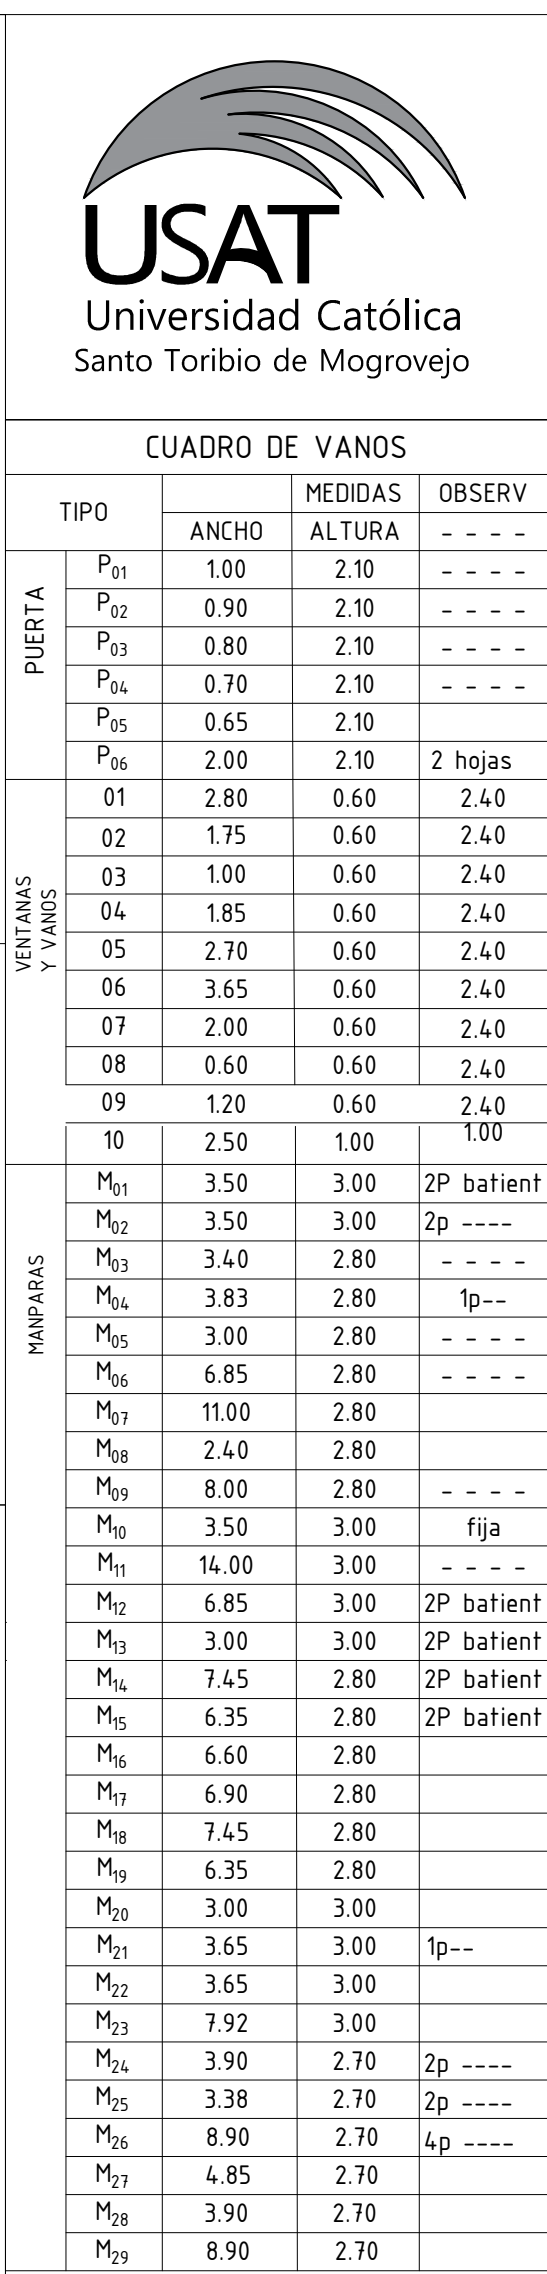 USAT
Universidad Católica
Santo Toribio de Mogrovejo
CUADRO DE VANOS
TIPO MEDIDAS OBSERV
ANCHO ALTURA - - - -
PUERTA
P01 1.00 2.10 - - - -
P02 0.90 2.10 - - - -
P03 0.80 2.10 - - - -
P04 0.70 2.10 - - - -
P05 0.65 2.10
P06 2.00 2.10 2 hojas
VENTANAS
Y VANOS
01 2.80 0.60 2.40
02 1.75 0.60 2.40
03 1.00 0.60 2.40
04 1.85 0.60 2.40
05 2.70 0.60 2.40
06 3.65 0.60 2.40
07 2.00 0.60 2.40
08 0.60 0.60 2.40
09 1.20 0.60 2.40
10 2.50 1.00 1.00
MANPARAS
M01 3.50 3.00 2P batient
M02 3.50 3.00 2p ----
M03 3.40 2.80 - - - -
M04 3.83 2.80 1p--
M05 3.00 2.80 - - - -
M06 6.85 2.80 - - - -
M07 11.00 2.80
M08 2.40 2.80
M09 8.00 2.80 - - - -
M10 3.50 3.00 fija
M11 14.00 3.00 - - - -
M12 6.85 3.00 2P batient
M13 3.00 3.00 2P batient
M14 7.45 2.80 2P batient
M15 6.35 2.80 2P batient
M16 6.60 2.80
M17 6.90 2.80
M18 7.45 2.80
M19 6.35 2.80
M20 3.00 3.00
M21 3.65 3.00 1p--
M22 3.65 3.00
M23 7.92 3.00
M24 3.90 2.70 2p ----
M25 3.38 2.70 2p ----
M26 8.90 2.70 4p ----
M27 4.85 2.70
M28 3.90 2.70
M29 8.90 2.70